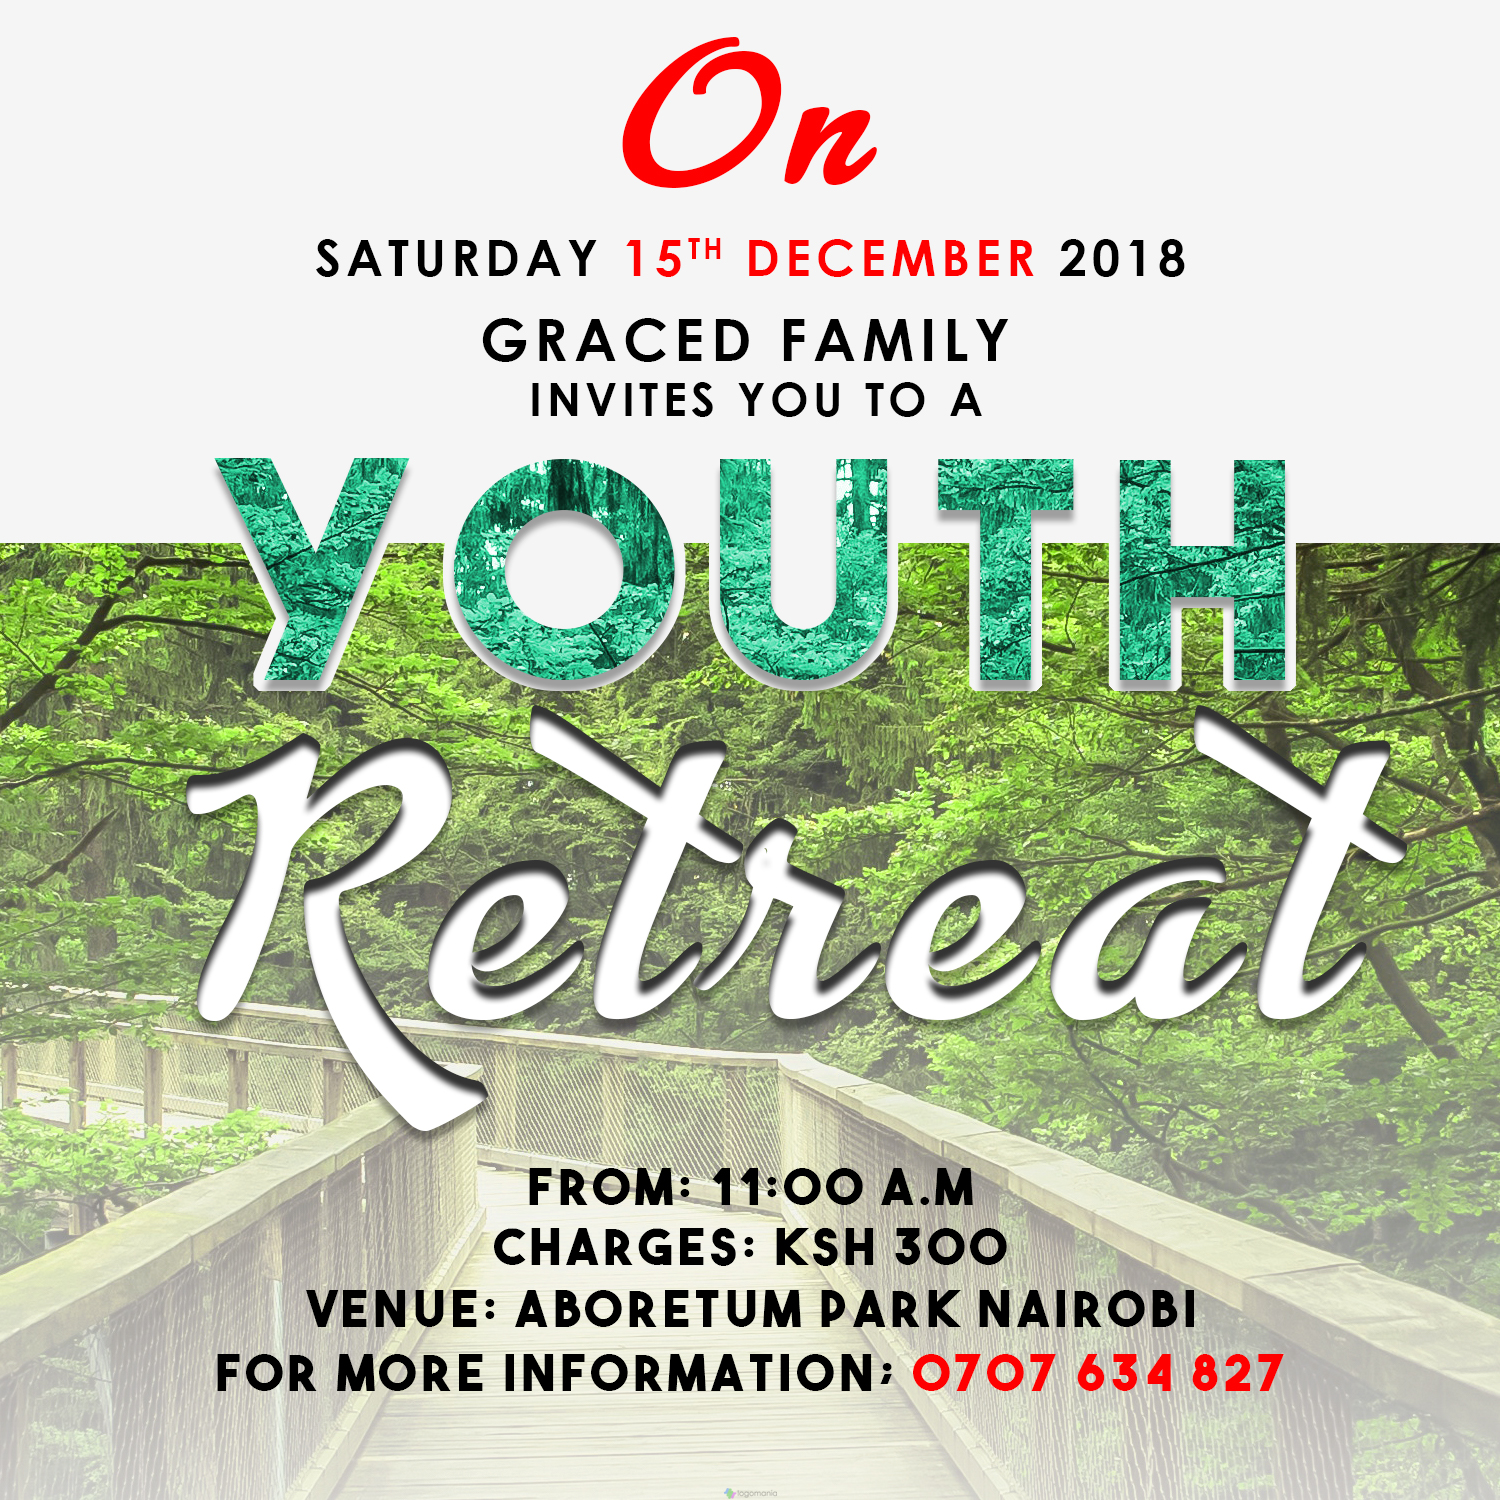 On
SATURDAY 15TH DECEMBER 2018
GRACED FAMILY
INVITES YOU TO A
YOUTH
Retreat
FROM: 11:00 A.M
CHARGES: KSH 300
VENUE: ABORETUM PARK NAIROBI
FOR MORE INFORMATION; 0707 634 827
logomania